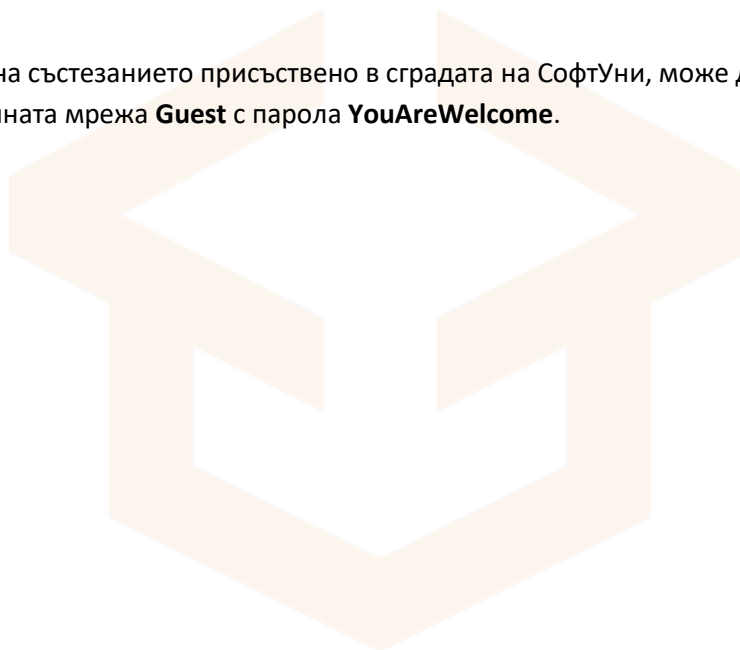 на състезанието присъствено в сградата на СофтУни, може
ната мрежа Guest с парола YouAreWelcome.